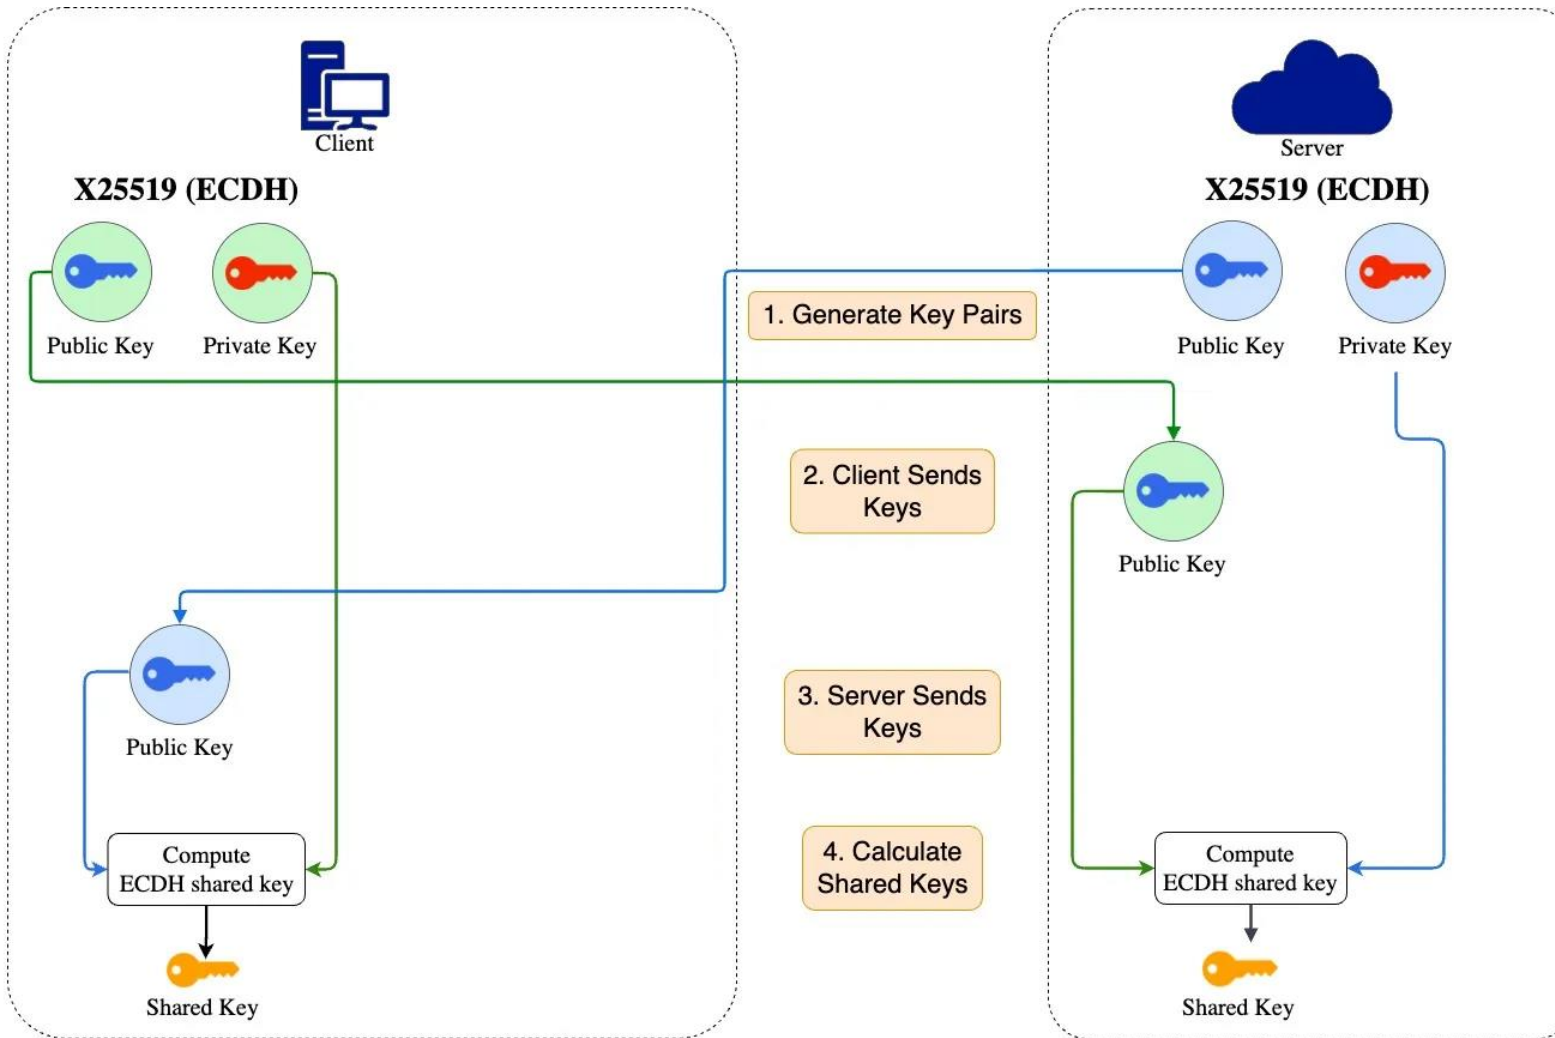 Client
Server
X25519 (ECDH)
X25519 (ECDH)
Public Key
Private Key
1. Generate Key Pairs
Public Key
Private Key
2. Client Sends
Keys
Public Key
3. Server Sends
Keys
Public Key
Compute
ECDH shared key
4. Calculate
Shared Keys
Compute
ECDH shared key
Shared Key
Shared Key